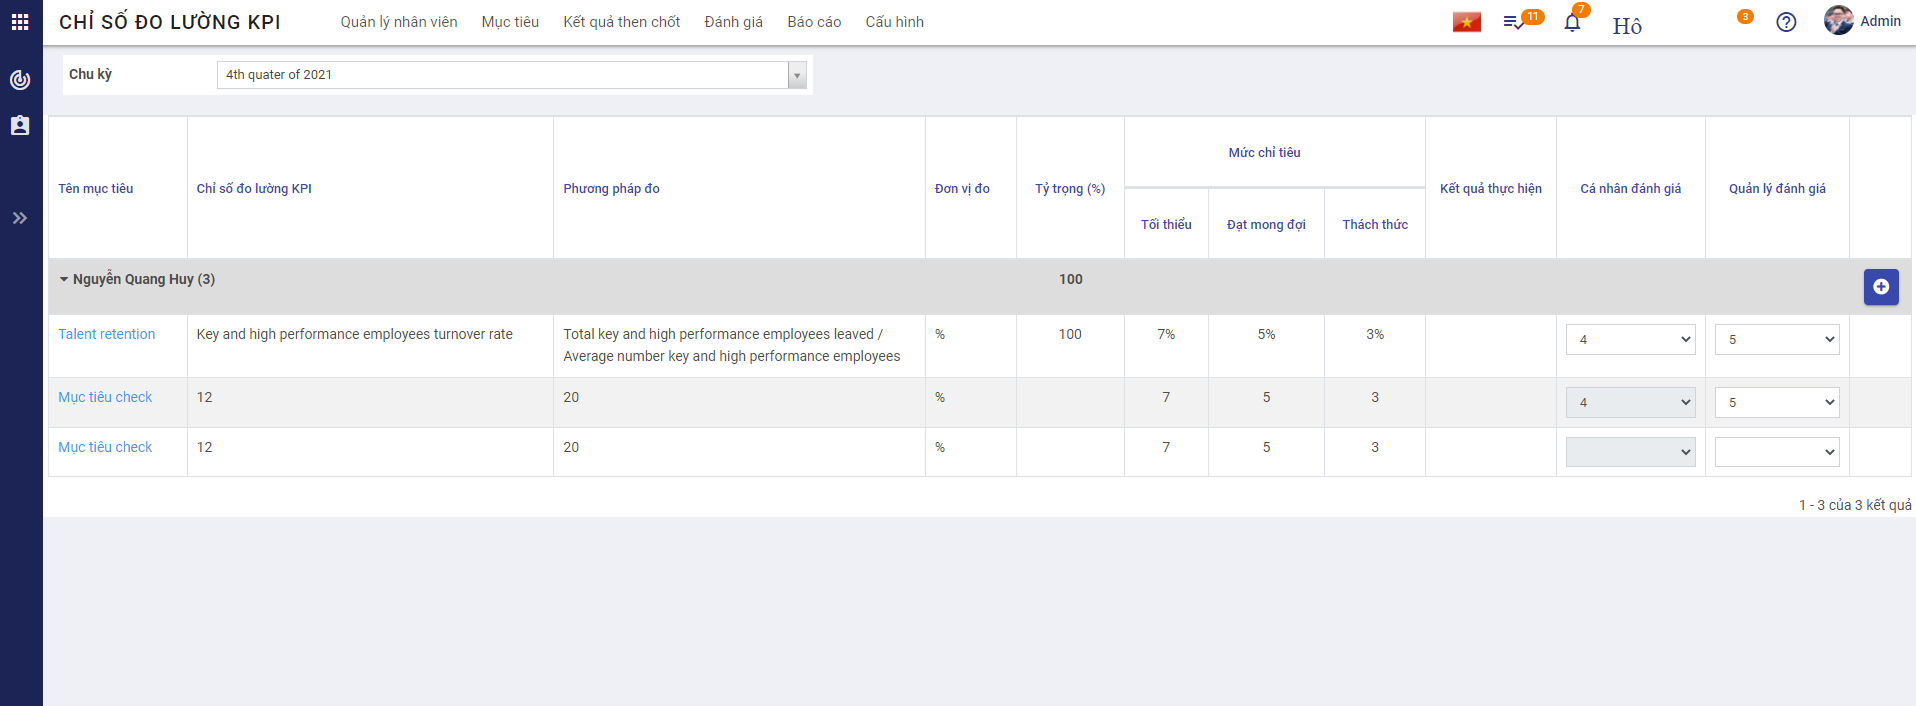 CHỈ SỐ ĐO LƯỜNG KPI Quản lý nhân viên Mục tiêu Kết quả then chốt Đánh giá Báo cáo Cấu hình 11 7 Hô 3 Admin
Chu kỳ 4th quater of 2021
Mức chỉ tiêu
Tên mục tiêu Chỉ số đo lường KPI Phương pháp đo Đơn vị đo Tỷ trọng (%) Kết quả thực hiện Cá nhân đánh giá Quản lý đánh giá
Tối thiểu Đạt mong đợi Thách thức
Nguyễn Quang Huy (3) 100
Talent retention Key and high performance employees turnover rate Total key and high performance employees leaved / % 100 7% 5% 3% 4 5
Average number key and high performance employees
Mục tiêu check 12 20 % 7 5 3 4 5
Mục tiêu check 12 20 % 7 5 3
1 - 3 của 3 kết quả